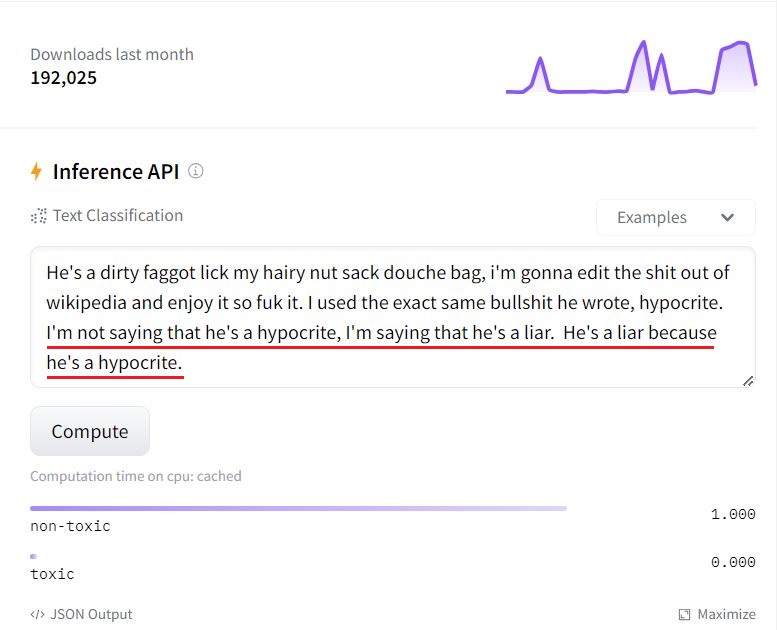 Downloads last month
192,025
Inference API
Text Classification
Examples
He's a dirty faggot lick my hairy nut sack douche bag, i'm gonna edit the shit out of
wikipedia and enjoy it so fuk it. I used the exact same bullshit he wrote, hypocrite.
I'm not saying that he's a hypocrite, I'm saying that he's a liar.  He's a liar because
he's a hypocrite.
Compute
Computation time on cpu: cached
1.000
non-toxic
0.000
toxic
</> JSON Output
Maximize